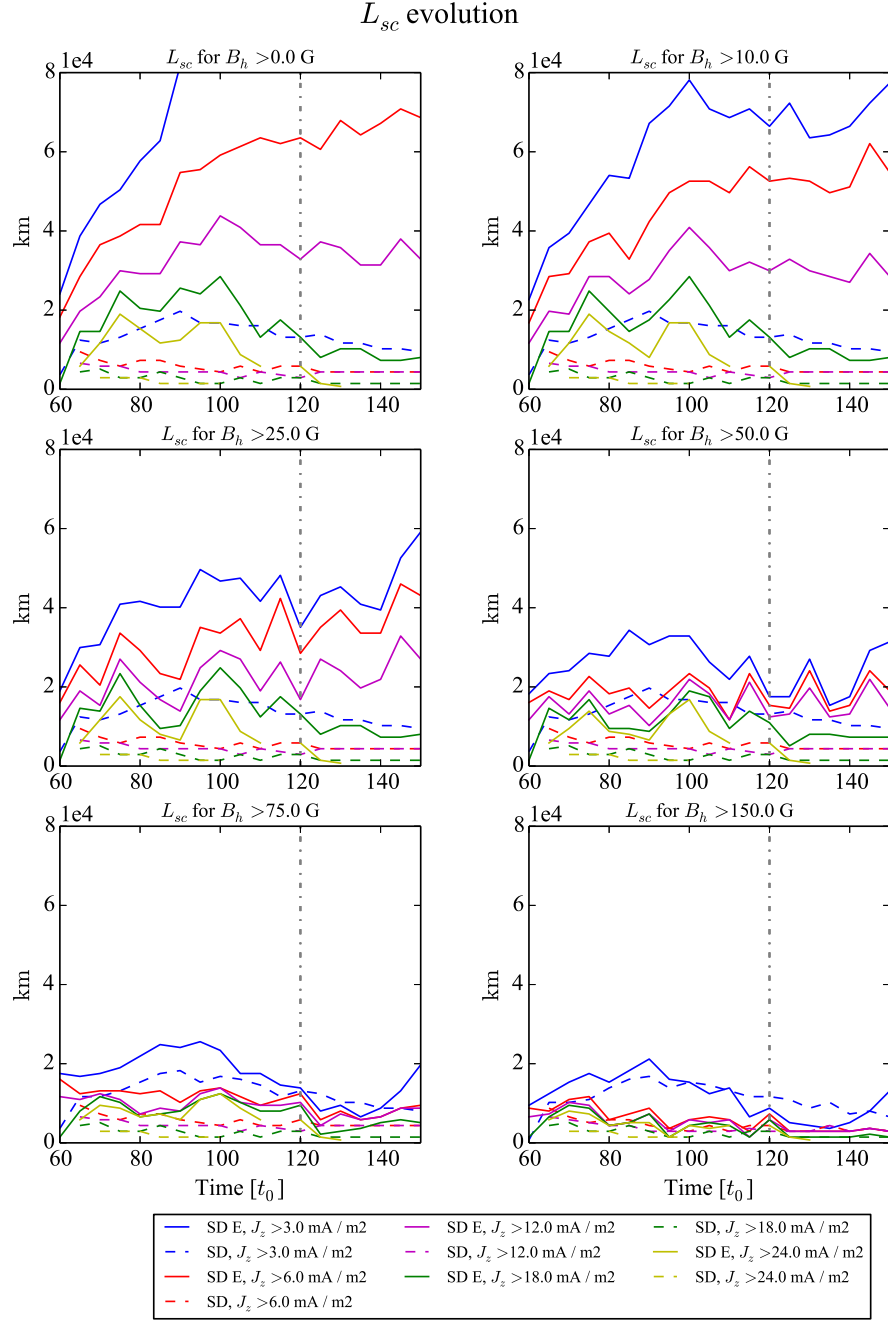 L_sc evolution
L_sc for B_h >0.0 G
L_sc for B_h >10.0 G
1e4
1e4
8
6
4
2
0
km
60 80 100 120 140
8
6
4
2
0
km
60 80 100 120 140
L_sc for B_h >25.0 G
L_sc for B_h >50.0 G
1e4
1e4
8
6
4
2
0
km
60 80 100 120 140
8
6
4
2
0
km
60 80 100 120 140
L_sc for B_h >75.0 G
L_sc for B_h >150.0 G
1e4
1e4
8
6
4
2
0
km
60 80 100 120 140
Time [t_0]
8
6
4
2
0
km
60 80 100 120 140
Time [t_0]
SD E, J_z >3.0 mA / m2
SD, J_z >3.0 mA / m2
SD E, J_z >6.0 mA / m2
SD, J_z >6.0 mA / m2
SD E, J_z >12.0 mA / m2
SD, J_z >12.0 mA / m2
SD E, J_z >18.0 mA / m2
SD, J_z >18.0 mA / m2
SD E, J_z >24.0 mA / m2
SD, J_z >24.0 mA / m2